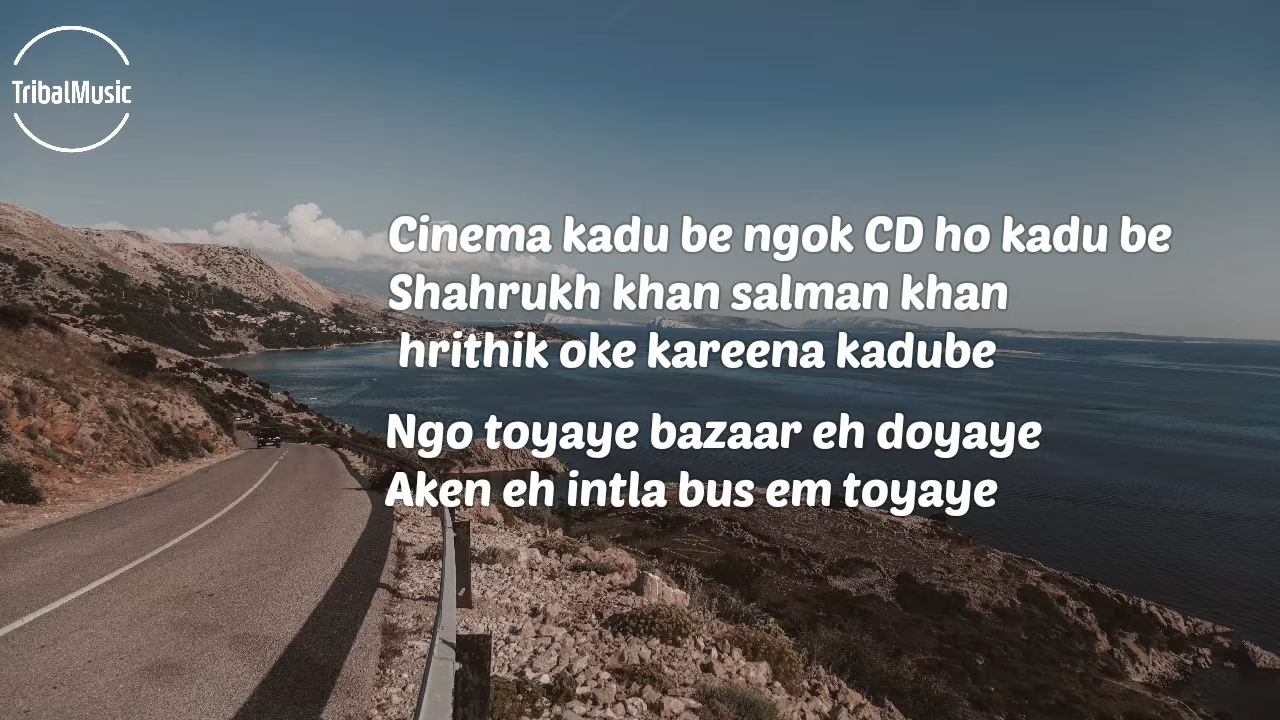 TribalMusic
Cinema kadu be ngok CD ho kadu be
Shahrukh khan salman khan
hrithik oke kareena kadube
Ngo toyaye bazaar eh doyaye
Aken eh intla bus em toyaye